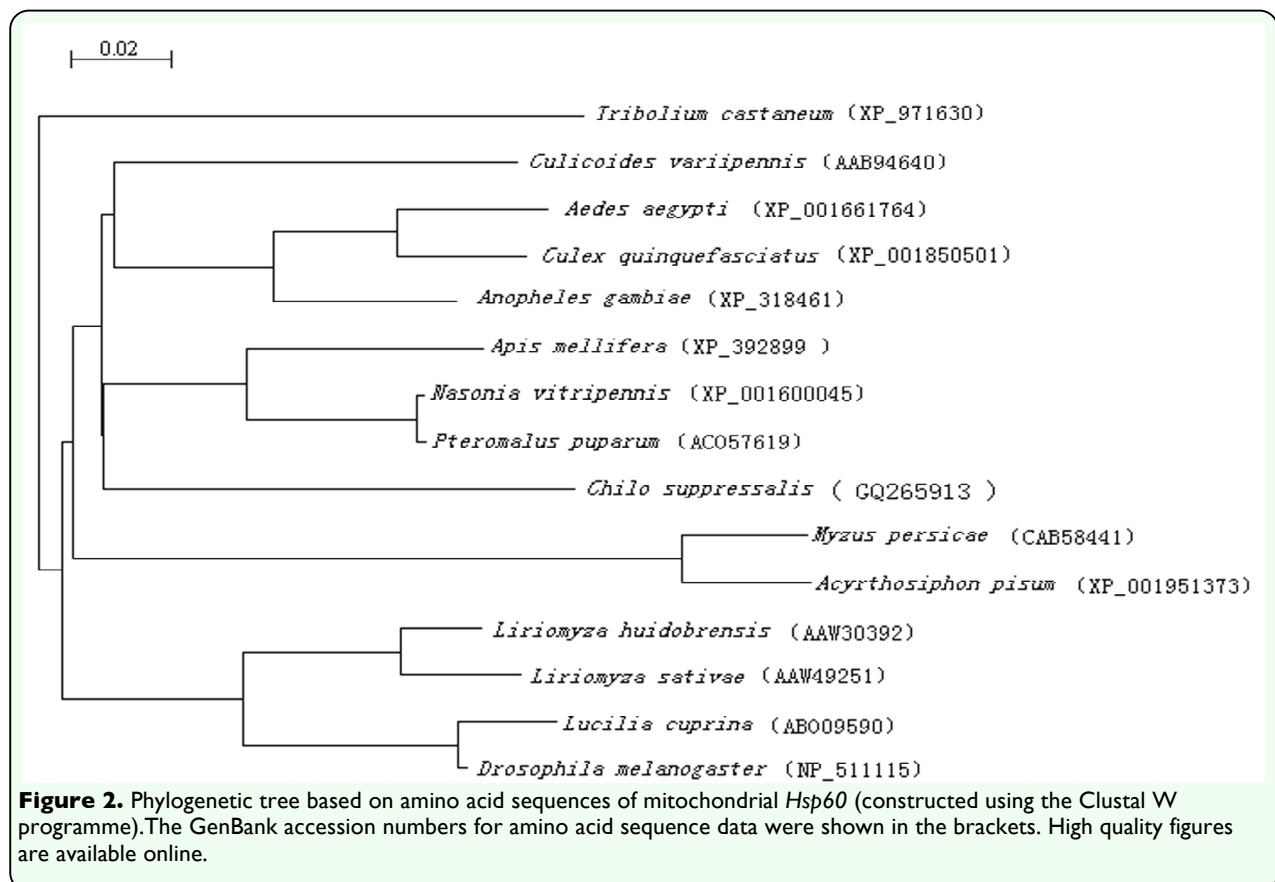 0.02
Tribolium castaneum (XP_971630)
Culicoides variipennis (AAB94640)
Aedes aegypti (XP_001661764)
Culex quinquefasciatus (XP_001850501)
Anopheles gambiae (XP_318461)
Apis mellifera (XP_392899 )
Nasonia vitripennis (XP_001600045)
Pteromalus puparum (ACO57619)
Chilo suppressalis ( GQ265913 )
Myzus persicae (CAB58441)
Acyrthosiphon pisum (XP_001951373)
Liriomyza huidobrensis (AAW30392)
Liriomyza sativae (AAW49251)
Lucilia cuprina (ABO09590)
Drosophila melanogaster (NP_511115)
Figure 2. Phylogenetic tree based on amino acid sequences of mitochondrial Hsp60 (constructed using the Clustal W
programme).The GenBank accession numbers for amino acid sequence data were shown in the brackets. High quality figures
are available online.